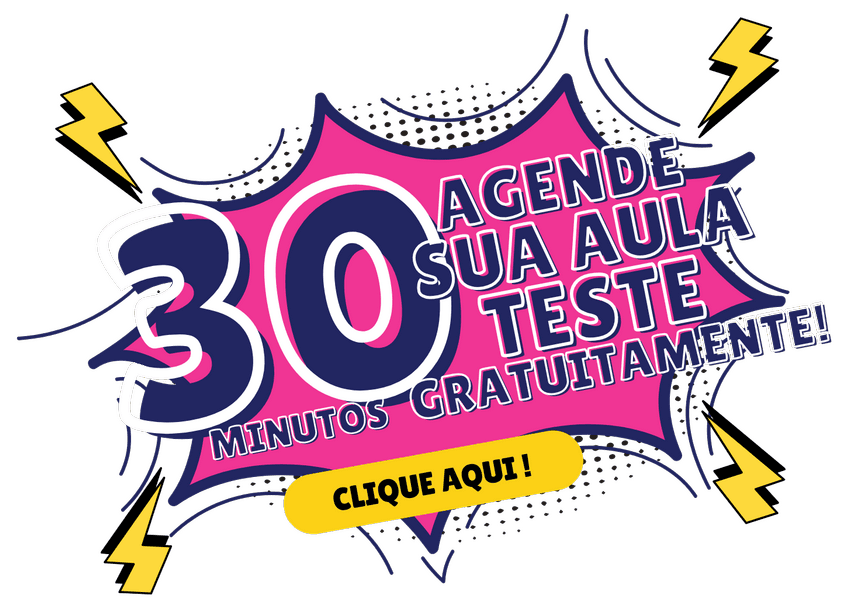 30
MINUTOS
AGENDE
SUA AULA
TESTE
GRATUITAMENTE!
CLIQUE AQUI !